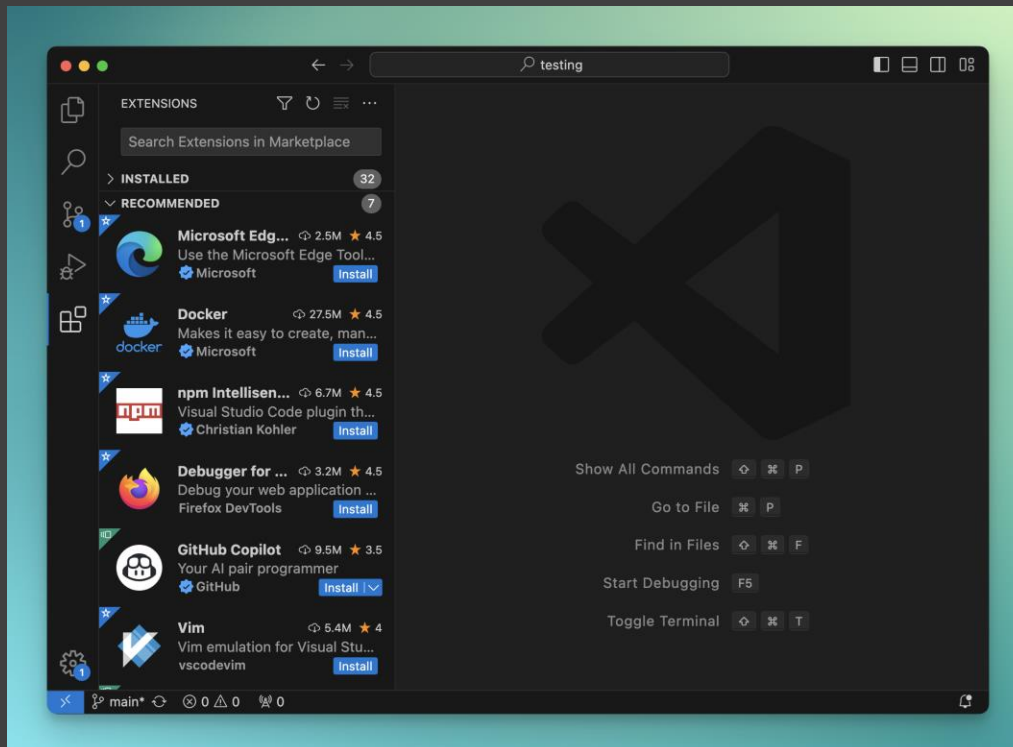 testing
EXTENSIONS
Search Extensions in Marketplace
INSTALLED 32
RECOMMENDED 7
Microsoft Edg... 2.5M ★ 4.5
Use the Microsoft Edge Tool...
Microsoft Install
docker
Docker 27.5M ★ 4.5
Makes it easy to create, man...
Microsoft Install
npm
npm Intellisen... 6.7M ★ 4.5
Visual Studio Code plugin th...
Christian Kohler Install
Debugger for ... 3.2M ★ 4.5
Debug your web application ...
Firefox DevTools Install
GitHub Copilot 9.5M ★ 3.5
Your AI pair programmer
GitHub Install
Vim 5.4M ★ 4
Vim emulation for Visual Stu...
vscodevim Install
Show All Commands ⇧ ⌘ P
Go to File ⌘ P
Find in Files ⇧ ⌘ F
Start Debugging F5
Toggle Terminal ⇧ ⌘ T
1
1
main* 0 0 0